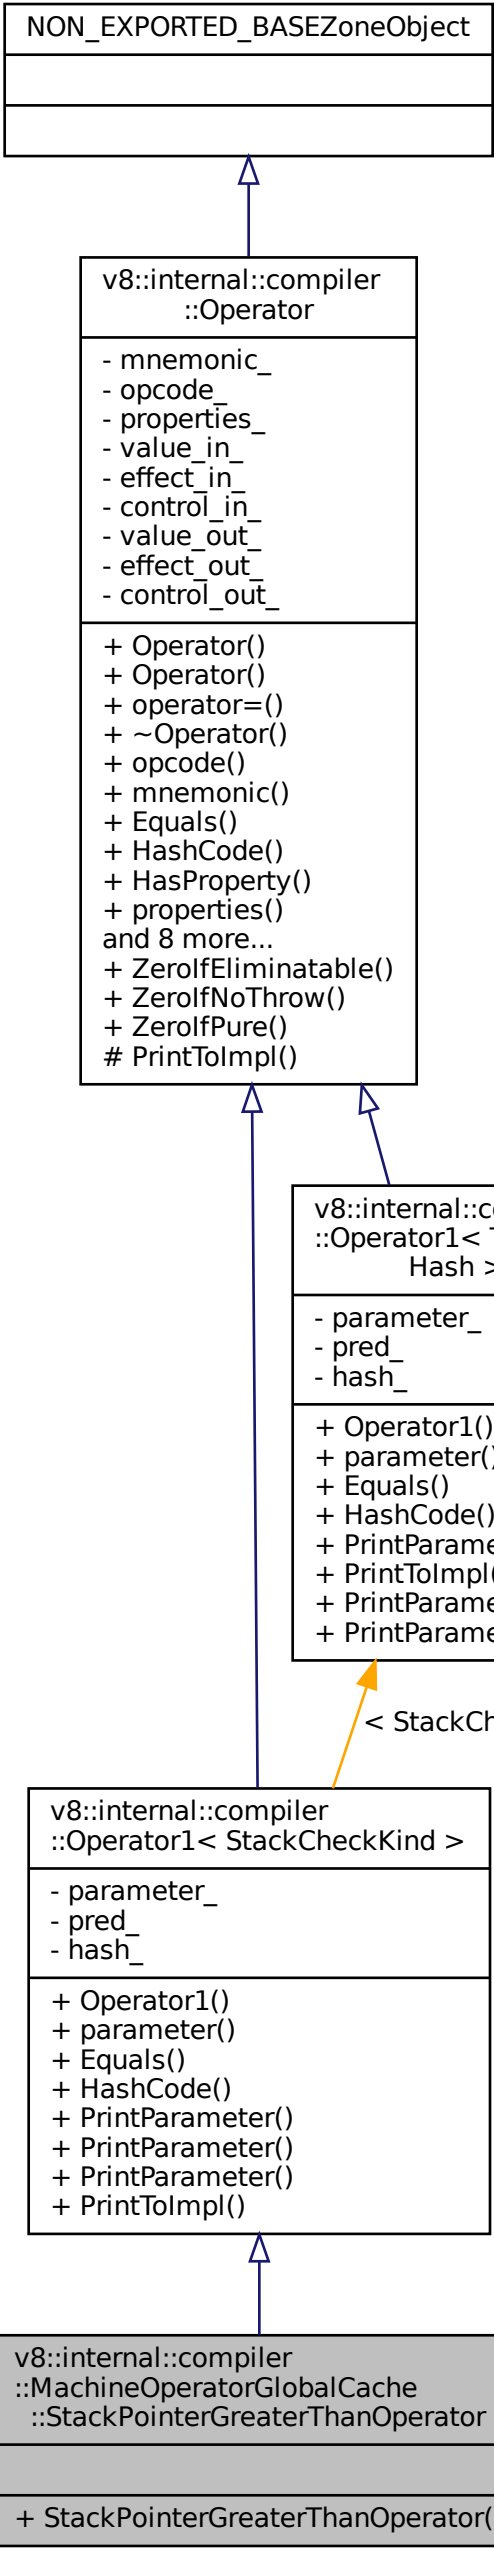 NON_EXPORTED_BASEZoneObject
v8::internal::compiler
::Operator
- mnemonic_
- opcode_
- properties_
- value_in_
- effect_in_
- control_in_
- value_out_
- effect_out_
- control_out_
+ Operator()
+ Operator()
+ operator=()
+ ~Operator()
+ opcode()
+ mnemonic()
+ Equals()
+ HashCode()
+ HasProperty()
+ properties()
and 8 more...
+ ZeroIfEliminatable()
+ ZeroIfNoThrow()
+ ZeroIfPure()
# PrintToImpl()
v8::internal::c
::Operator1<
Hash >
- parameter_
- pred_
- hash_
+ Operator1()
+ parameter()
+ Equals()
+ HashCode()
+ PrintParame
+ PrintToImpl(
+ PrintParame
+ PrintParame
< StackCh
v8::internal::compiler
::Operator1< StackCheckKind >
- parameter_
- pred_
- hash_
+ Operator1()
+ parameter()
+ Equals()
+ HashCode()
+ PrintParameter()
+ PrintParameter()
+ PrintParameter()
+ PrintToImpl()
v8::internal::compiler
::MachineOperatorGlobalCache
::StackPointerGreaterThanOperator
+ StackPointerGreaterThanOperator(